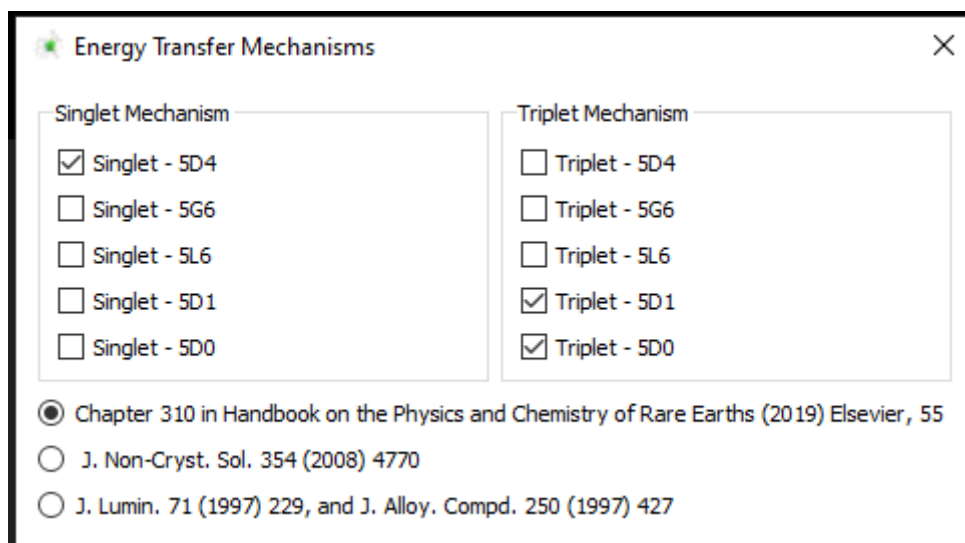 Energy Transfer Mechanisms
Singlet Mechanism
Singlet - 5D4
Singlet - 5G6
Singlet - 5L6
Singlet - 5D1
Singlet - 5D0
Triplet Mechanism
Triplet - 5D4
Triplet - 5G6
Triplet - 5L6
Triplet - 5D1
Triplet - 5D0
Chapter 310 in Handbook on the Physics and Chemistry of Rare Earths (2019) Elsevier, 55
J. Non-Cryst. Sol. 354 (2008) 4770
J. Lumin. 71 (1997) 229, and J. Alloy. Compd. 250 (1997) 427